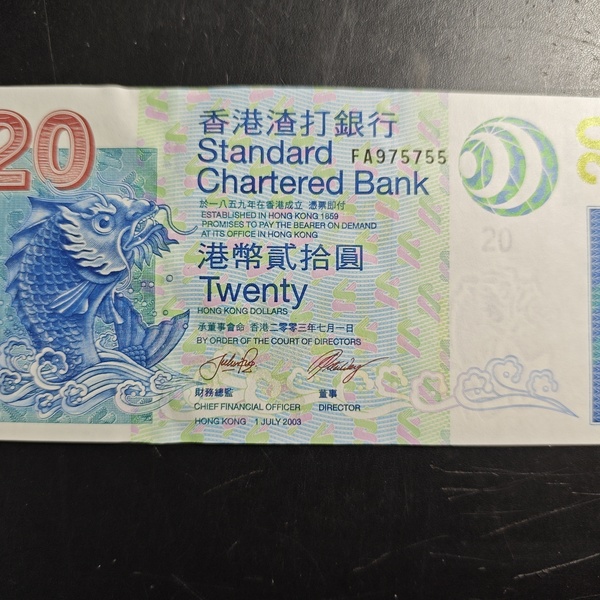 20
香港渣打銀行
Standard
Chartered Bank
FA975755
於一八五九年在香港成立 憑票即付
ESTABLISHED IN HONG KONG 1859
PROMISES TO PAY THE BEARER ON DEMAND
AT ITS OFFICE IN HONG KONG
港幣貳拾圓
Twenty
HONG KONG DOLLARS
承董事會命 香港二零零三年七月一日
BY ORDER OF THE COURT OF DIRECTORS
財務總監 董事
CHIEF FINANCIAL OFFICER DIRECTOR
HONG KONG 1 JULY 2003
20
20